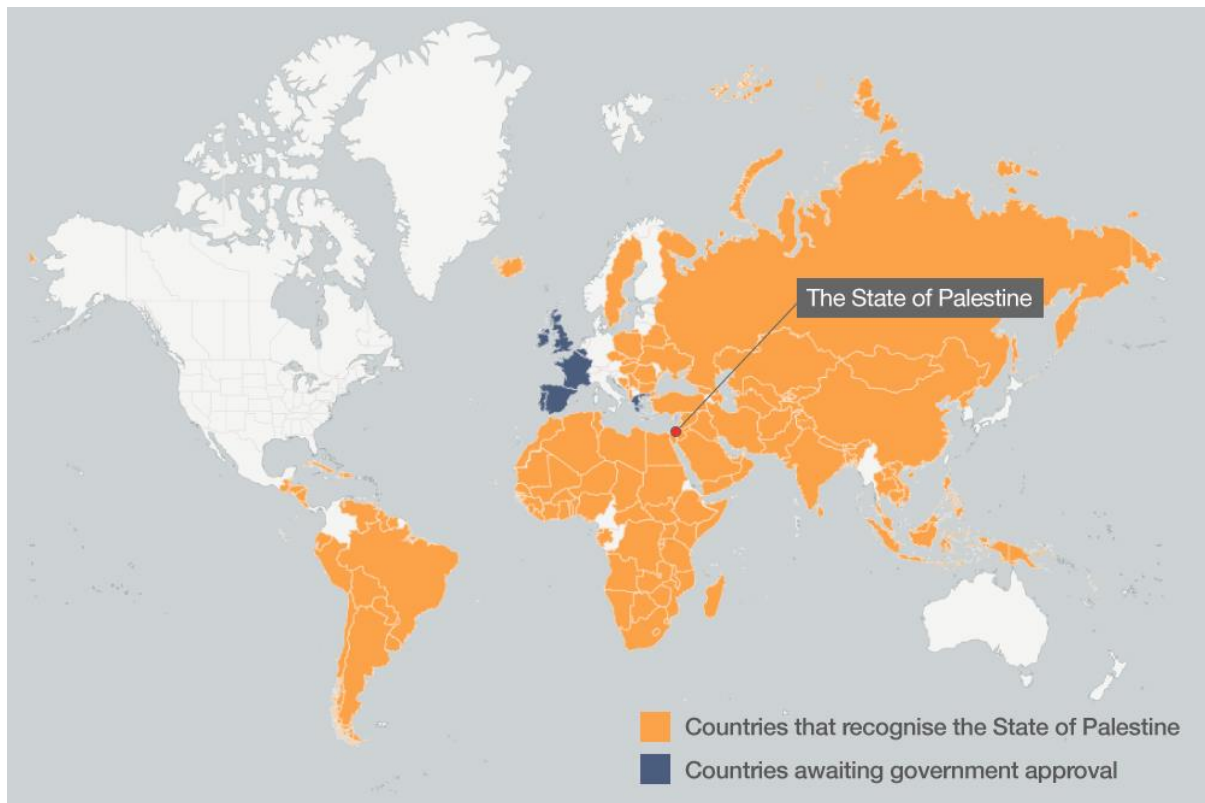 The State of Palestine
Countries that recognise the State of Palestine
Countries awaiting government approval